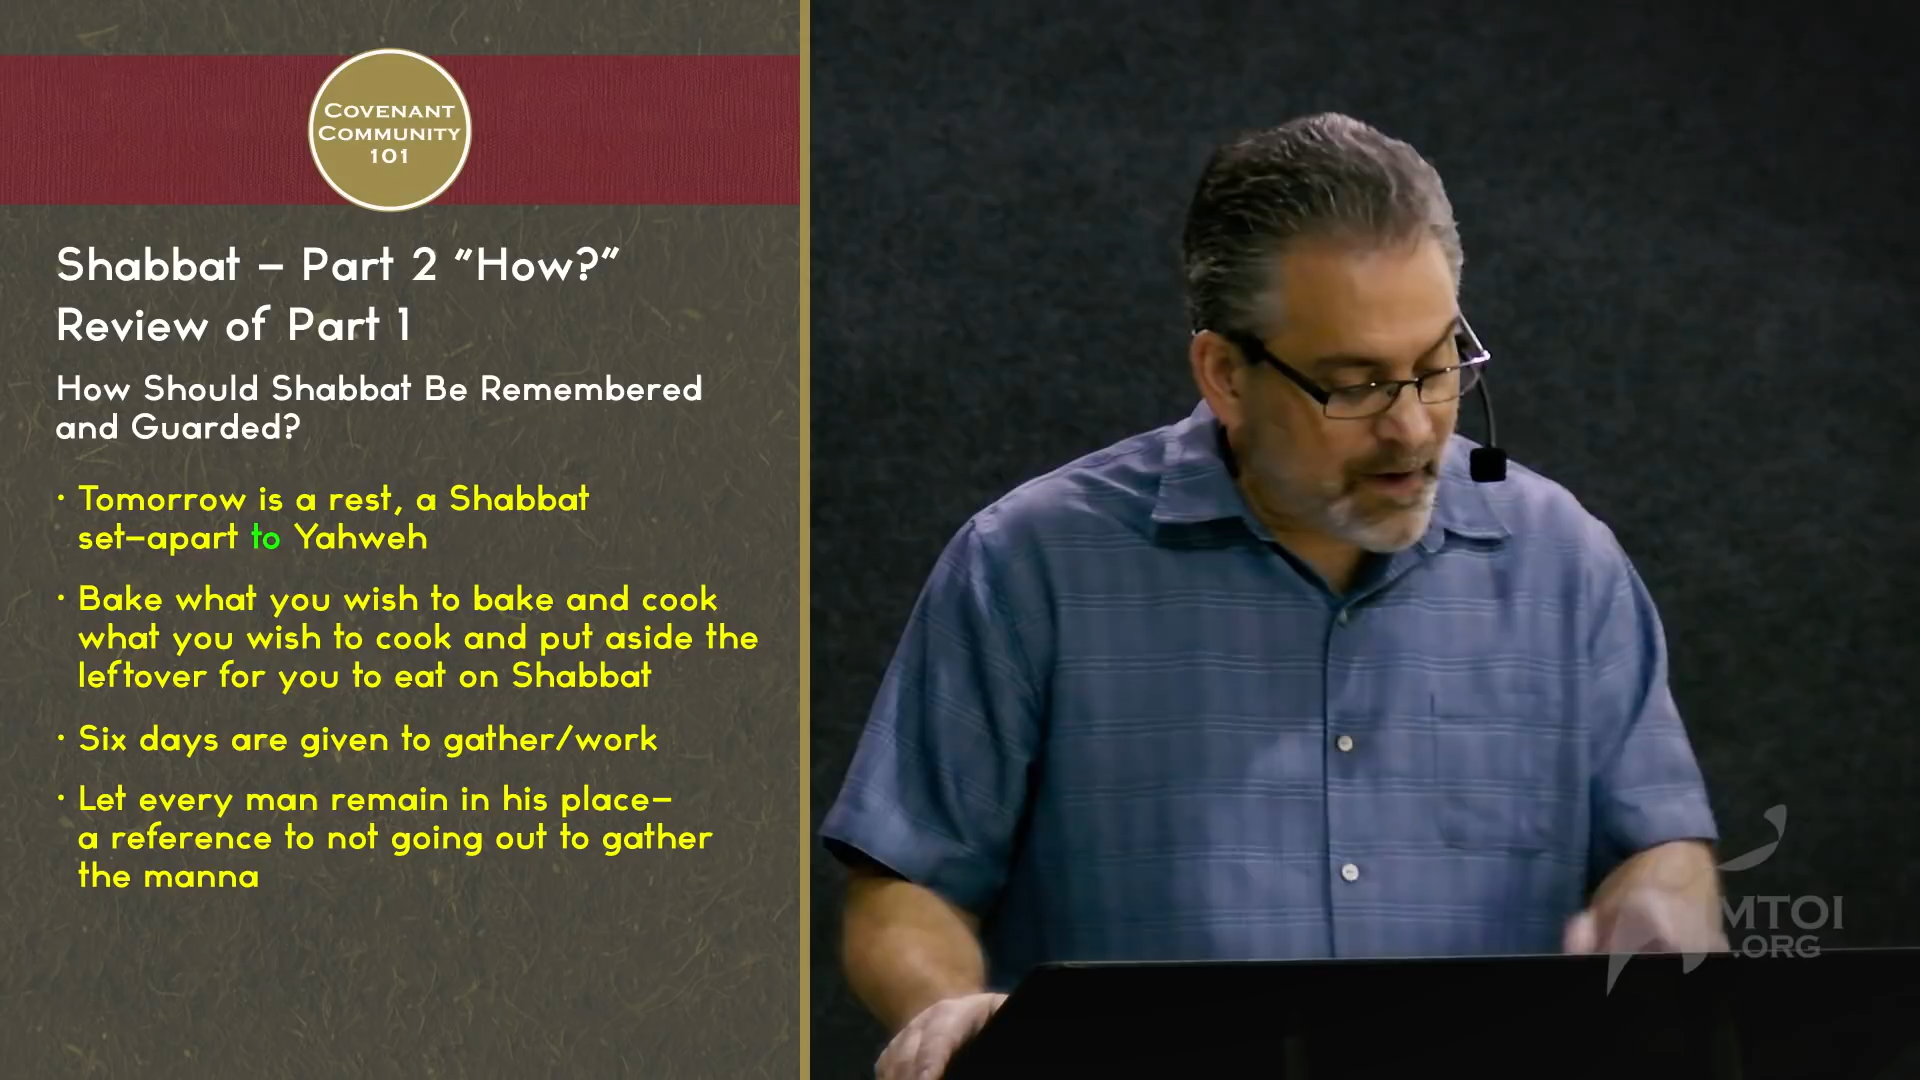 COVENANT
COMMUNITY
101
Shabbat – Part 2 “How?”
Review of Part 1
How Should Shabbat Be Remembered
and Guarded?
• Tomorrow is a rest, a Shabbat
set–apart to Yahweh
• Bake what you wish to bake and cook
what you wish to cook and put aside the
leftover for you to eat on Shabbat
• Six days are given to gather/work
• Let every man remain in his place–
a reference to not going out to gather
the manna
MTOI
.ORG